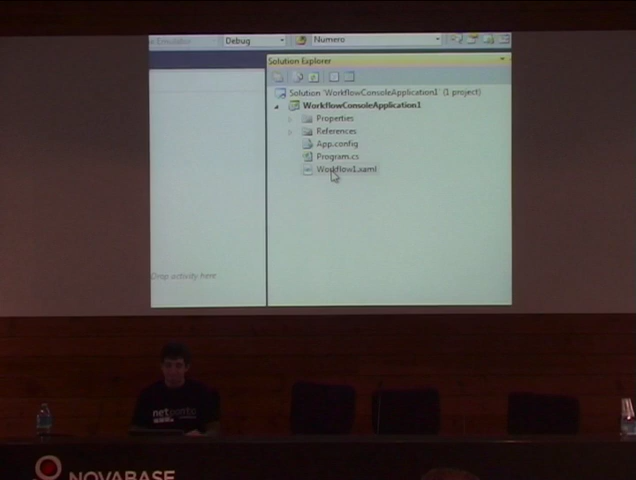 Debug
Numero
Solution Explorer
Solution 'WorkflowConsoleApplication1' (1 project)
WorkflowConsoleApplication1
Properties
References
App.config
Program.cs
Workflow1.xaml
Drop activity here
netponto
NOVABASE